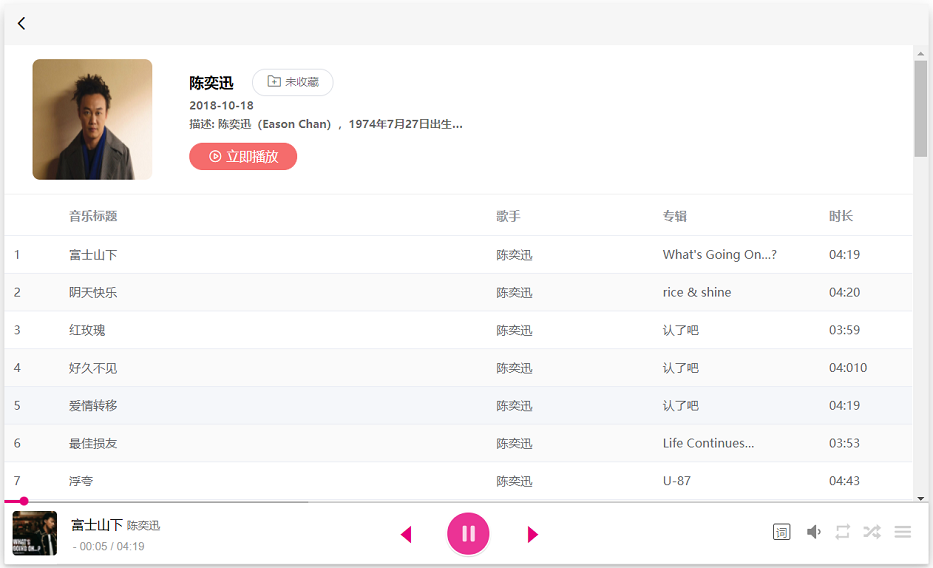 陈奕迅 未收藏
2018-10-18
描述: 陈奕迅（Eason Chan），1974年7月27日出生...
立即播放
音乐标题 歌手 专辑 时长
1 富士山下 陈奕迅 What's Going On...? 04:19
2 阴天快乐 陈奕迅 rice & shine 04:20
3 红玫瑰 陈奕迅 认了吧 03:59
4 好久不见 陈奕迅 认了吧 04:010
5 爱情转移 陈奕迅 认了吧 04:19
6 最佳损友 陈奕迅 Life Continues... 03:53
7 浮夸 陈奕迅 U-87 04:43
WHAT'S
GOING ON...?
富士山下 陈奕迅
- 00:05 / 04:19
词